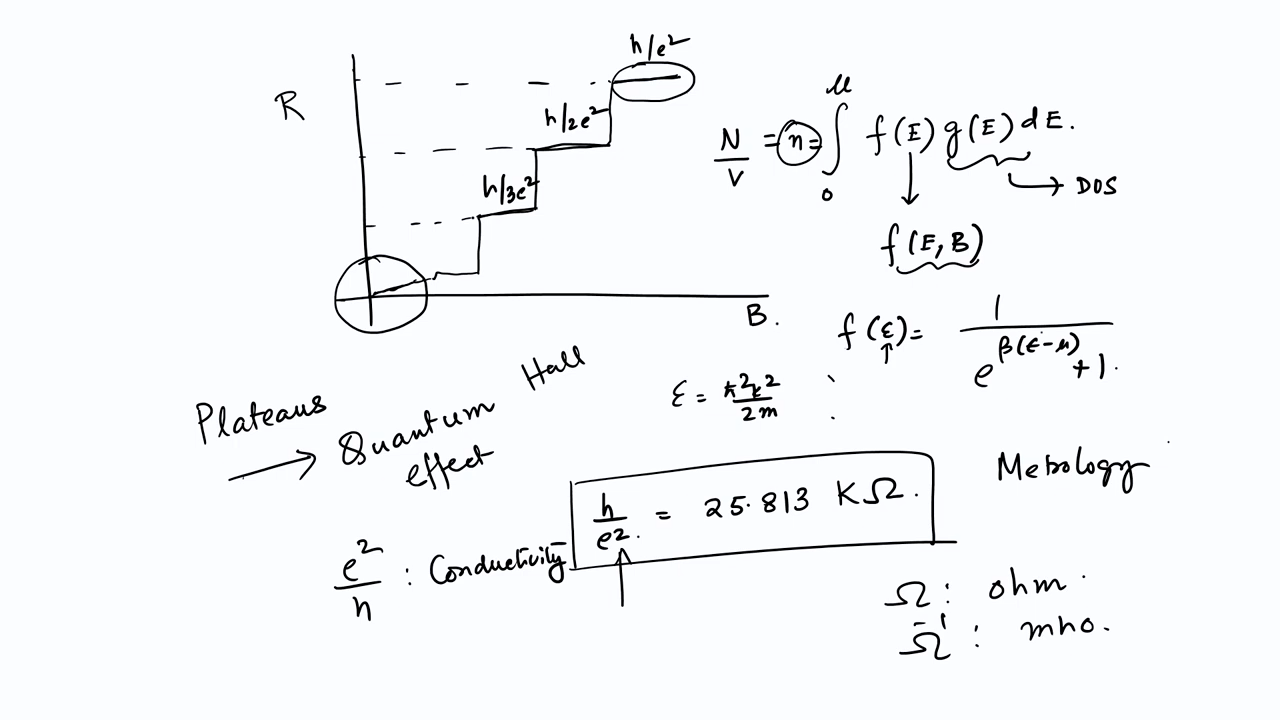 h/e²
R
h/2e²
h/3e²
B.
N/V = n = ∫₀^μ f(E) g(E) dE.
→ DOS
f(E, B)
f(ε) = 1/(e^{β(ε-μ)} + 1).
ε = ℏ²k²/2m
Plateaus
→ Quantum Hall
effect
Metrology
h/e². = 25.813 KΩ.
e²/h : Conductivity
Ω : ohm.
Ω⁻¹ : mho.